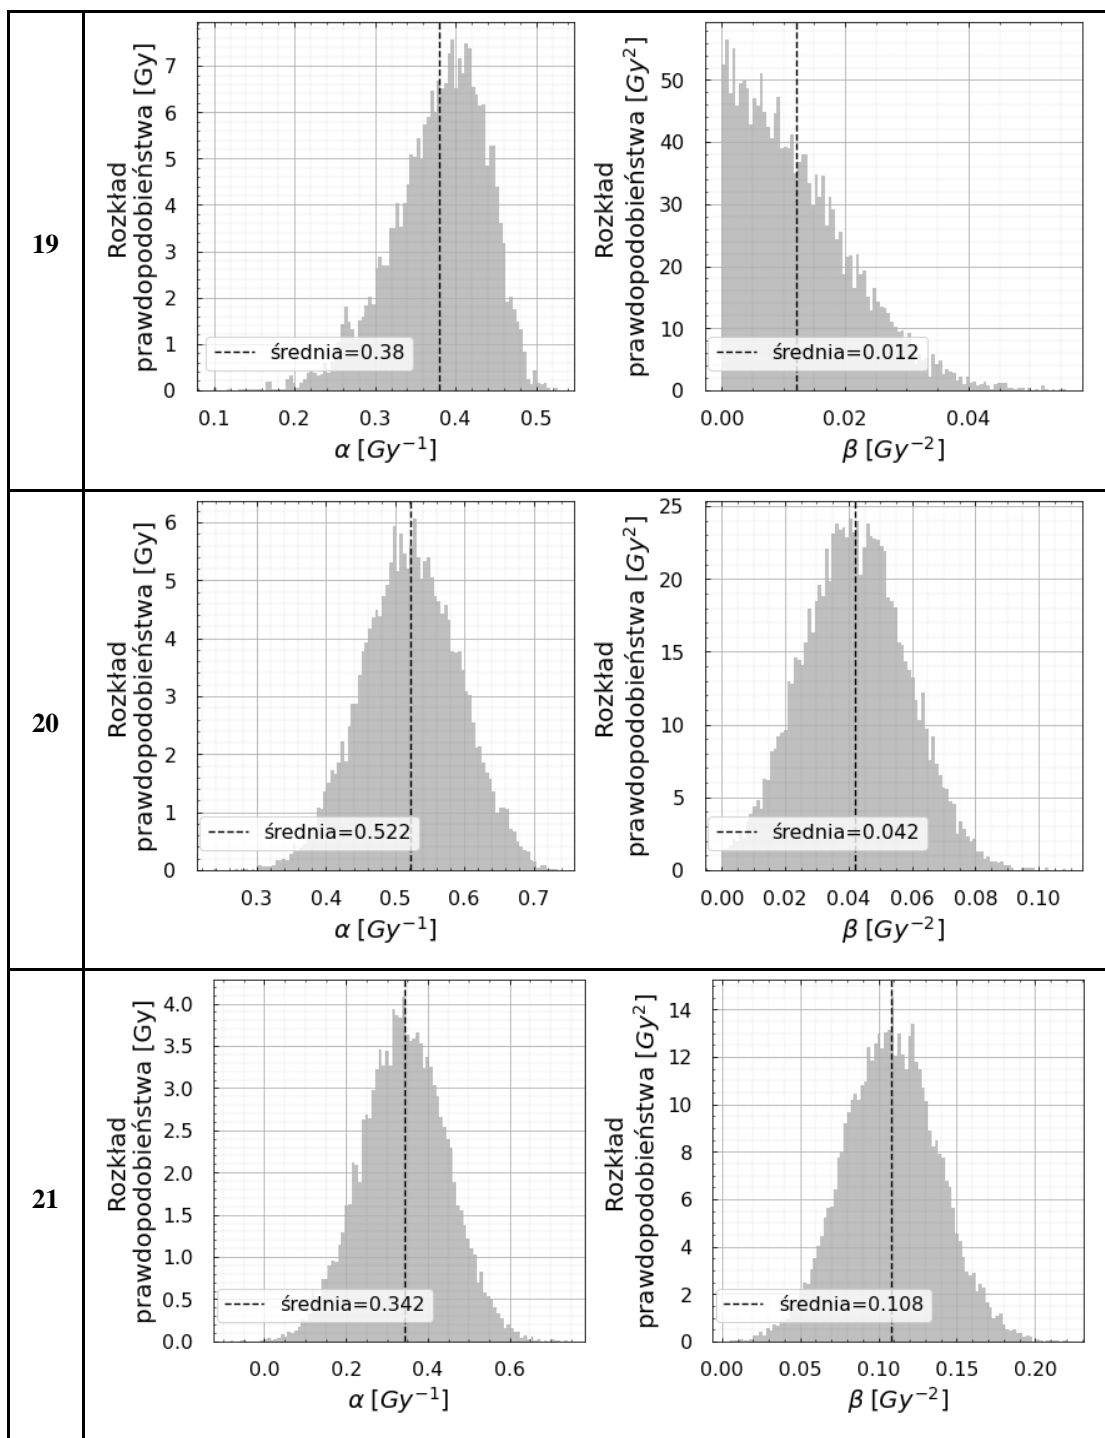 19
Rozkład
prawdopodobieństwa [Gy]
7
6
5
4
3
2
1
0
0.1 0.2 0.3 0.4 0.5
α [Gy⁻¹]
średnia=0.38
Rozkład
prawdopodobieństwa [Gy²]
50
40
30
20
10
0
0.00 0.02 0.04
β [Gy⁻²]
średnia=0.012
20
Rozkład
prawdopodobieństwa [Gy]
6
5
4
3
2
1
0
0.3 0.4 0.5 0.6 0.7
α [Gy⁻¹]
średnia=0.522
Rozkład
prawdopodobieństwa [Gy²]
25
20
15
10
5
0
0.00 0.02 0.04 0.06 0.08 0.10
β [Gy⁻²]
średnia=0.042
21
Rozkład
prawdopodobieństwa [Gy]
4.0
3.5
3.0
2.5
2.0
1.5
1.0
0.5
0.0
0.0 0.2 0.4 0.6
α [Gy⁻¹]
średnia=0.342
Rozkład
prawdopodobieństwa [Gy²]
14
12
10
8
6
4
2
0
0.00 0.05 0.10 0.15 0.20
β [Gy⁻²]
średnia=0.108